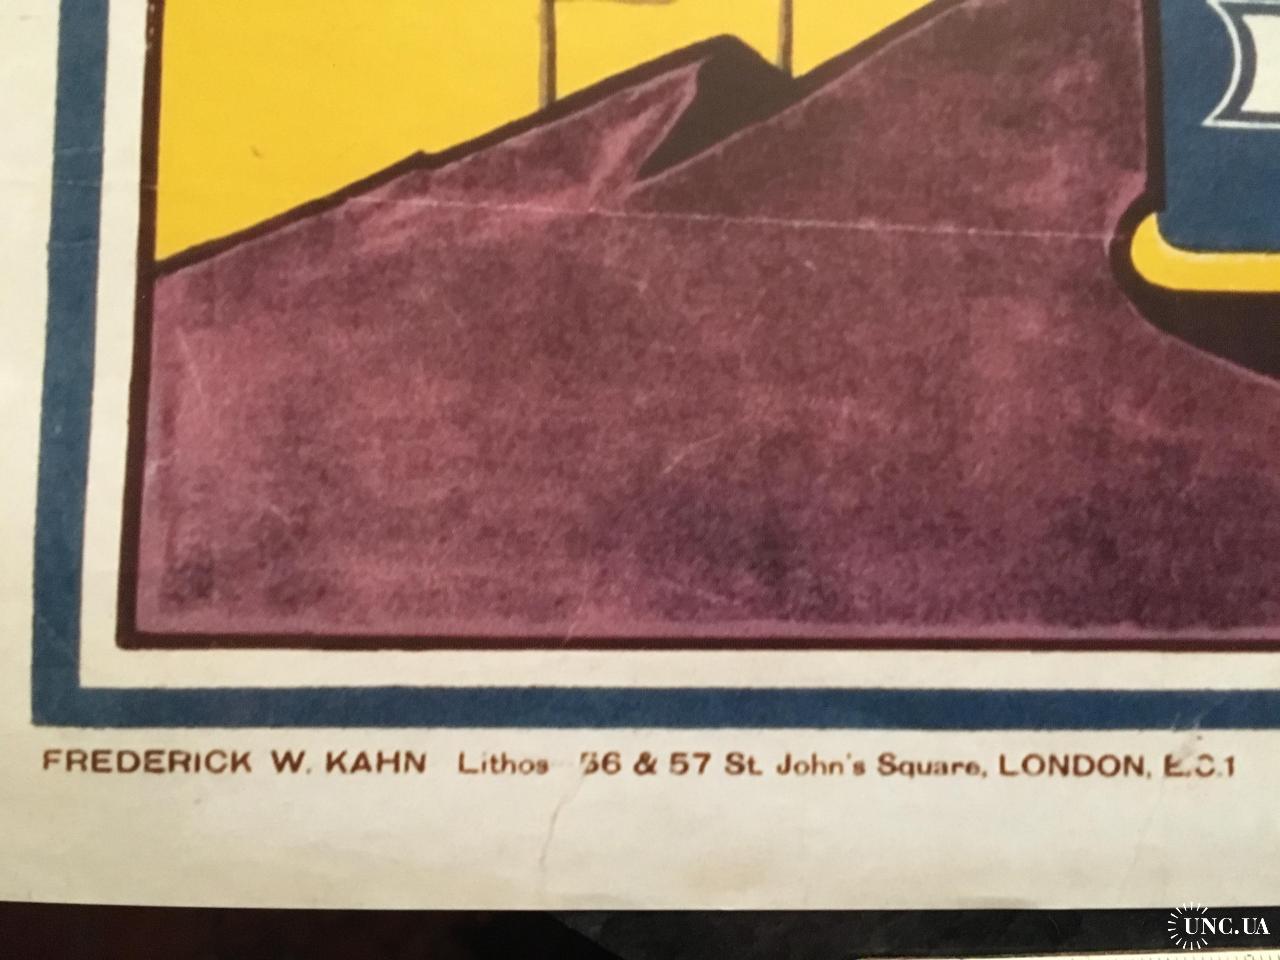 FREDERICK W. KAHN Lithos 56 & 57 St. John's Square, LONDON, E.C.1
UNC.UA